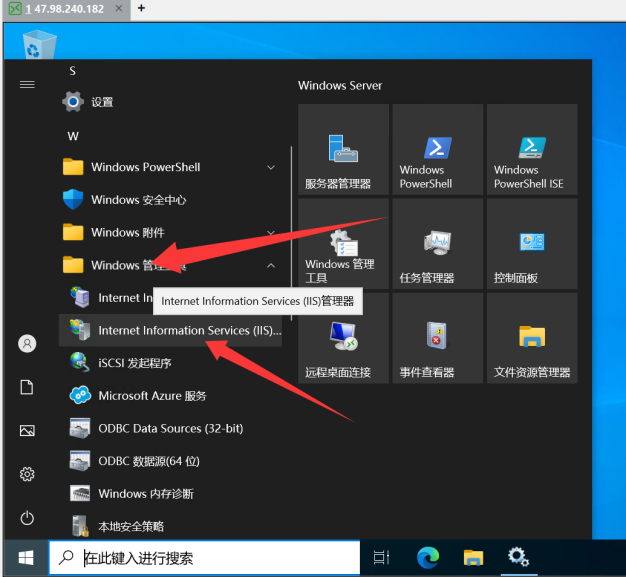 1 47.98.240.182 × +
S
设置
W
Windows PowerShell
Windows 安全中心
Windows 附件
Windows
Internet In
Internet Information Services (IIS)管理器
Internet Information Services (IIS)...
iSCSI 发起程序
Microsoft Azure 服务
ODBC Data Sources (32-bit)
ODBC 数据源(64 位)
Windows 内存诊断
本地安全策略
Windows Server
服务器管理器
Windows
PowerShell
Windows
PowerShell ISE
Windows 管理
工具
任务管理器
控制面板
远程桌面连接
事件查看器
文件资源管理器
在此键入进行搜索